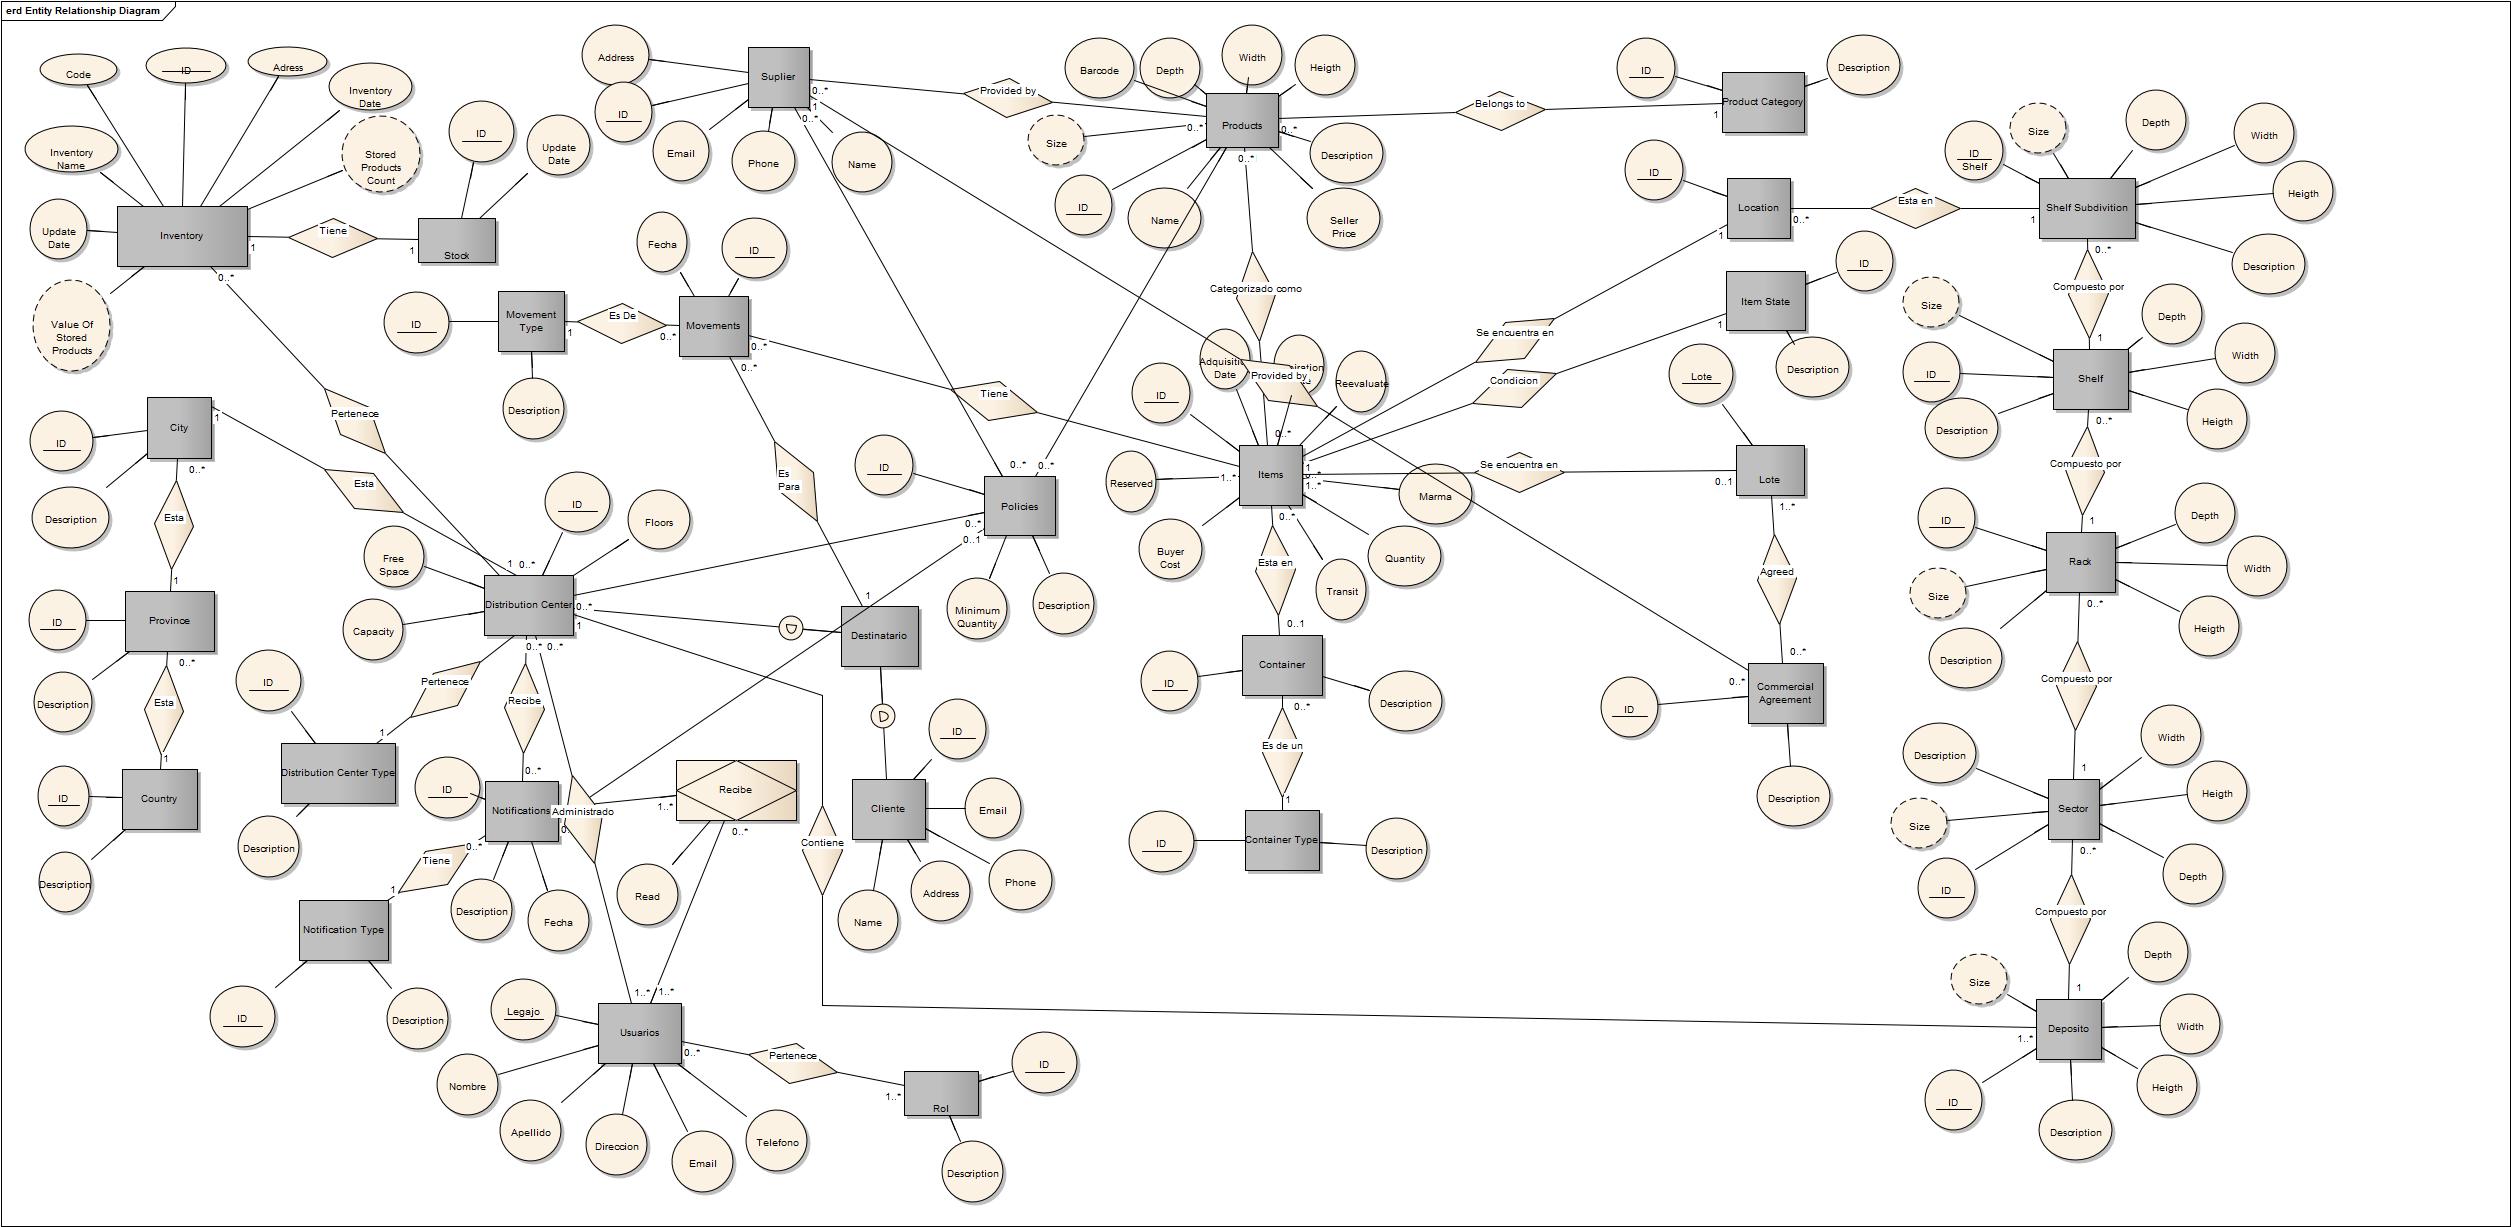 erd Entity Relationship Diagram
Code
ID
Adress
Inventory
Date
Inventory
Name
Stored
Products
Count
ID
Update
Date
Update
Date
Inventory
1
Tiene
1
Stock
0..*
Value Of
Stored
Products
Address
ID
Email
Phone
Name
Suplier
0..*
1
0..*
Provided by
Barcode
Depth
Width
Heigth
Size
0..*
Products
0..*
Description
ID
Name
0..*
Seller
Price
Belongs to
1
Product Category
ID
Description
ID
Location
0..*
1
Esta en
1
Shelf Subdivition
ID
Shelf
Size
Depth
Width
Heigth
Description
0..*
Compuesto por
1
Item State
1
ID
Description
Fecha
ID
Movement
Type
1
Es De
0..*
Movements
0..*
0..*
ID
Description
Tiene
Categorizado como
Adquisitic
Date
Provided by
iration
Reevaluate
ID
Se encuentra en
Condicion
Lote
Size
ID
Description
Shelf
Depth
Width
Heigth
0..*
Compuesto por
1
City
1
ID
Description
0..*
Esta
1
Pertenece
Esta
Es
Para
1
ID
0..*
0..*
Policies
0..*
0..1
Minimum
Quantity
Description
0..*
Items
1
1..*
1..*
Reserved
Buyer
Cost
0..*
Marma
Quantity
Transit
Se encuentra en
0..1
Lote
1..*
Agreed
0..*
Esta en
0..1
ID
Size
Description
Rack
Depth
Width
Heigth
0..*
Compuesto por
1
Province
ID
Description
0..*
Esta
1
Free
Space
Capacity
ID
Floors
1
0..*
Distribution Center
0..*
1
0..*
0..*
Destinatario
Pertenece
1
ID
Distribution Center Type
Description
Recibe
0..*
Container
ID
Description
0..*
Es de un
1
Container Type
ID
Description
0..*
Commercial
Agreement
ID
Description
Country
ID
Description
ID
Notifications
0..*
Administrado
1..*
Recibe
0..*
Read
Contiene
Cliente
ID
Email
Phone
Address
Name
Tiene
1
Description
Fecha
Description
Size
ID
Sector
Width
Heigth
Depth
0..*
Compuesto por
1
Notification Type
ID
Description
1..*
1..*
Legajo
Usuarios
0..*
Nombre
Apellido
Direccion
Email
Telefono
Pertenece
1..*
Rol
ID
Description
Size
Depth
Deposito
1..*
Width
Heigth
ID
Description